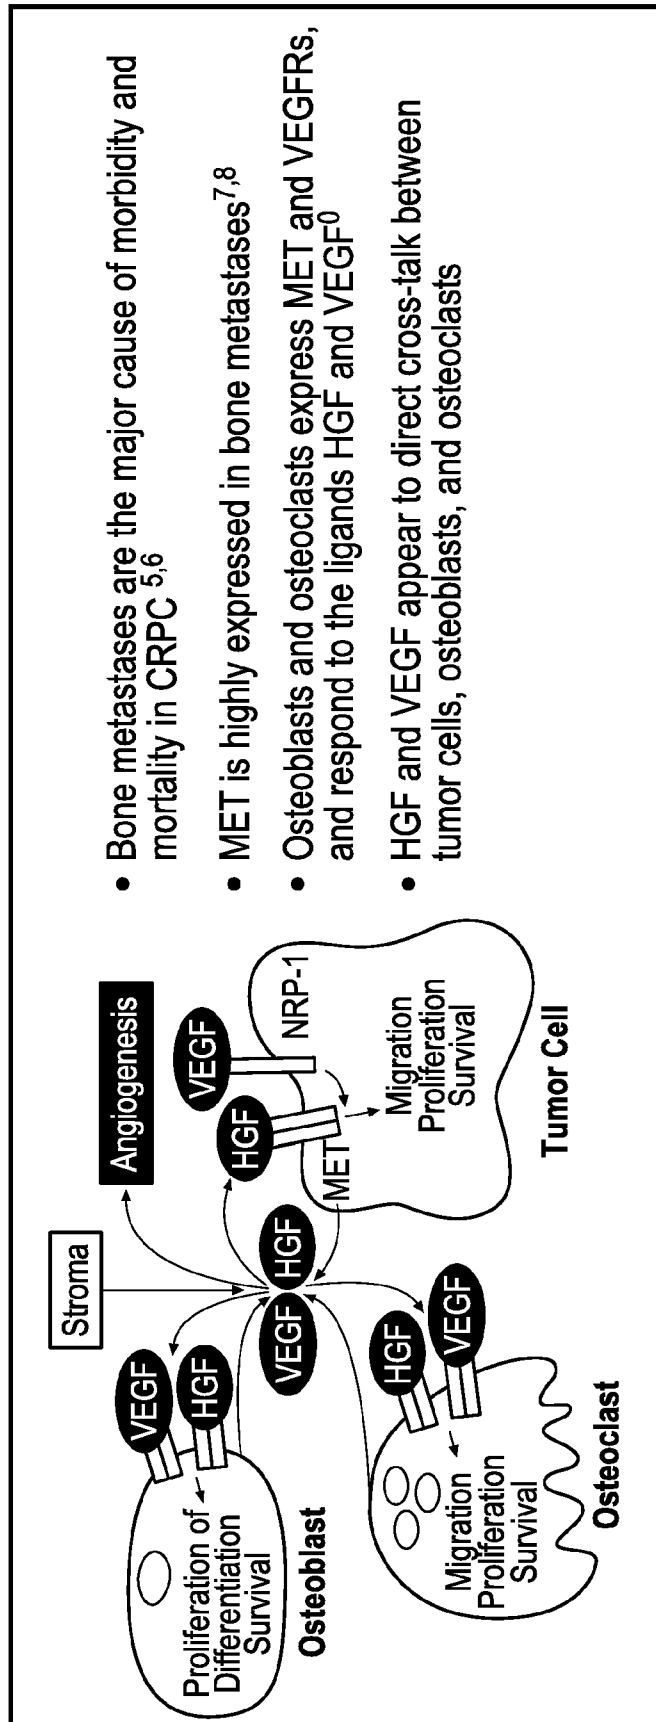 Stroma
Angiogenesis
VEGF
HGF
VEGF
HGF
HGF
VEGF
NRP-1
MET
Proliferation of
Differentiation
Survival
Osteoblast
HGF
VEGF
Migration
Proliferation
Survival
Osteoclast
Migration
Proliferation
Survival
Tumor Cell
• Bone metastases are the major cause of morbidity and
mortality in CRPC 5,6
• MET is highly expressed in bone metastases7,8
• Osteoblasts and osteoclasts express MET and VEGFRs,
and respond to the ligands HGF and VEGF0
• HGF and VEGF appear to direct cross-talk between
tumor cells, osteoblasts, and osteoclasts